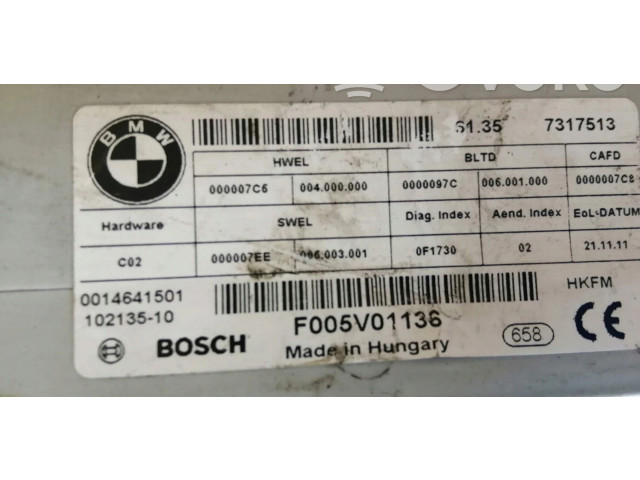 BMW
61.35 7317513
HWEL BLTD CAFD
000007C6 004.000.000 0000097C 006.001.000 0000007C8
Hardware SWEL Diag. Index Aend. Index EoL-DATUM
C02 000007EE 006.003.001 0F1730 02 21.11.11
0014641501 HKFM
102135-10 F005V01136
BOSCH Made in Hungary 658 CE